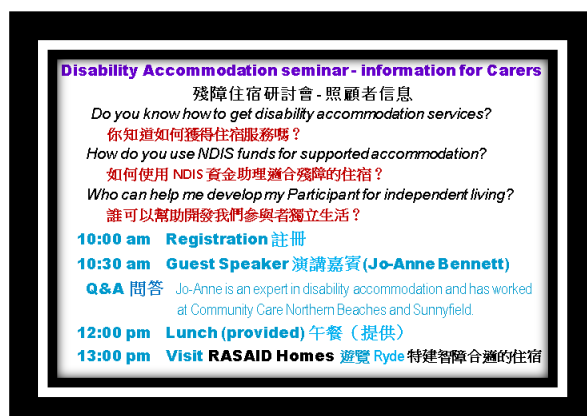 Disability Accommodation seminar - information for Carers
殘障住宿研討會 - 照顧者信息
Do you know how to get disability accommodation services?
你知道如何獲得住宿服務嗎？
How do you use NDIS funds for supported accommodation?
如何使用 NDIS 資金助理適合殘障的住宿？
Who can help me develop my Participant for independent living?
誰可以幫助開發我們參與者獨立生活？
10:00 am Registration 註冊
10:30 am Guest Speaker 演講嘉賓(Jo-Anne Bennett)
Q&A 問答 Jo-Anne is an expert in disability accommodation and has worked
at Community Care Northern Beaches and Sunnyfield.
12:00 pm Lunch (provided) 午餐（提供）
13:00 pm Visit RASAID Homes 遊覽 Ryde 特建智障合適的住宿